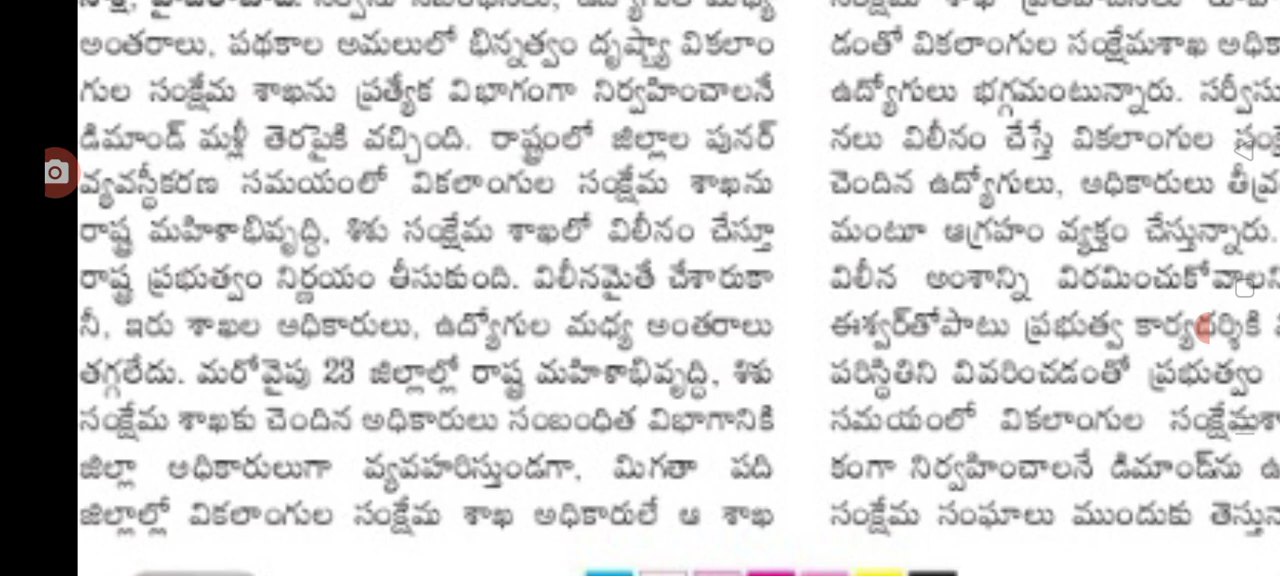 అంతరాలు, పథకాల అమలులో భిన్నత్వం దృష్ట్యా వికలాం
గుల సంక్షేమ శాఖను ప్రత్యేక విభాగంగా నిర్వహించాలనే
డిమాండ్ మళ్లీ తెరపైకి వచ్చింది. రాష్ట్రంలో జిల్లాల పునర్
వ్యవస్థీకరణ సమయంలో వికలాంగుల సంక్షేమ శాఖను
రాష్ట్ర మహిళాభివృద్ధి, శిశు సంక్షేమ శాఖలో విలీనం చేస్తూ
రాష్ట్ర ప్రభుత్వం నిర్ణయం తీసుకుంది. విలీనమైతే చేశారుకా
నీ, ఇరు శాఖల అధికారులు, ఉద్యోగుల మధ్య అంతరాలు
తగ్గలేదు. మరోవైపు 23 జిల్లాల్లో రాష్ట్ర మహిళాభివృద్ధి, శిశు
సంక్షేమ శాఖకు చెందిన అధికారులు సంబంధిత విభాగానికి
జిల్లా అధికారులుగా వ్యవహరిస్తుండగా, మిగతా పది
జిల్లాల్లో వికలాంగుల సంక్షేమ శాఖ అధికారులే ఆ శాఖ
డంతో వికలాంగుల సంక్షేమశాఖ
ఉద్యోగులు భగ్గమంటున్నారు.
నలు విలీనం చేస్తే వికలాంగుల
చెందిన ఉద్యోగులు, అధికారులు
మంటూ ఆగ్రహం వ్యక్తం చేస్తున్నారు.
విలీన అంశాన్ని
ఈశ్వర్‌తోపాటు ప్రభుత్వ కార్యదర్శికి
పరిస్థితిని వివరించడంతో ప్రభుత్వం
సమయంలో వికలాంగుల
కంగా నిర్వహించాలనే డిమాండ్‌ను
సంక్షేమ సంఘాలు ముందుకు